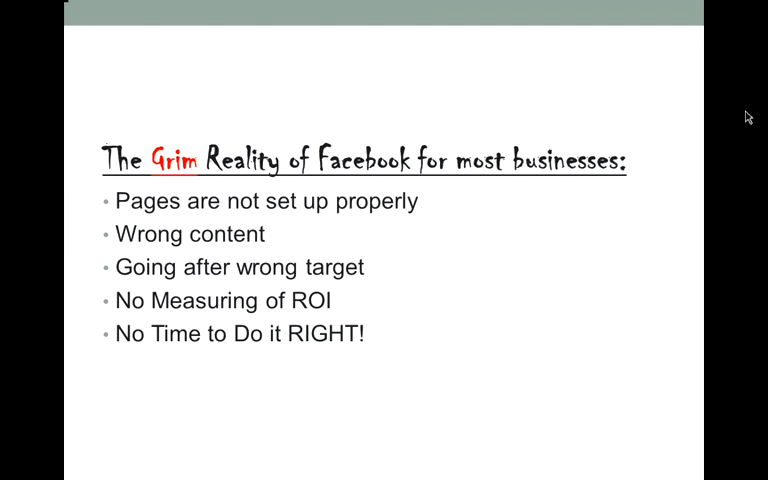 The Grim Reality of Facebook for most businesses:
• Pages are not set up properly
• Wrong content
• Going after wrong target
• No Measuring of ROI
• No Time to Do it RIGHT!